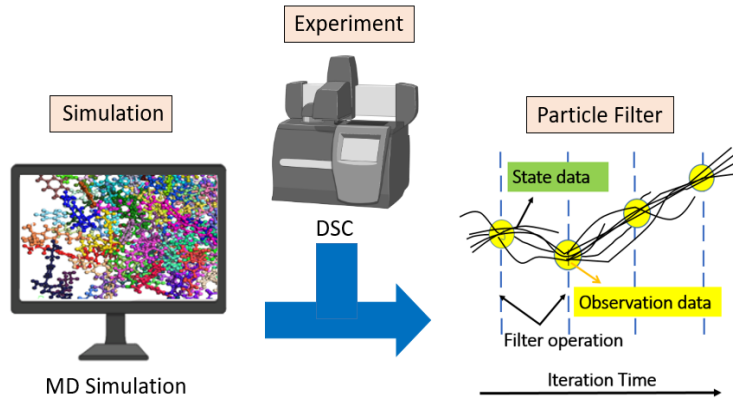 Experiment
Simulation
Particle Filter
State data
DSC
Observation data
Filter operation
MD Simulation
Iteration Time